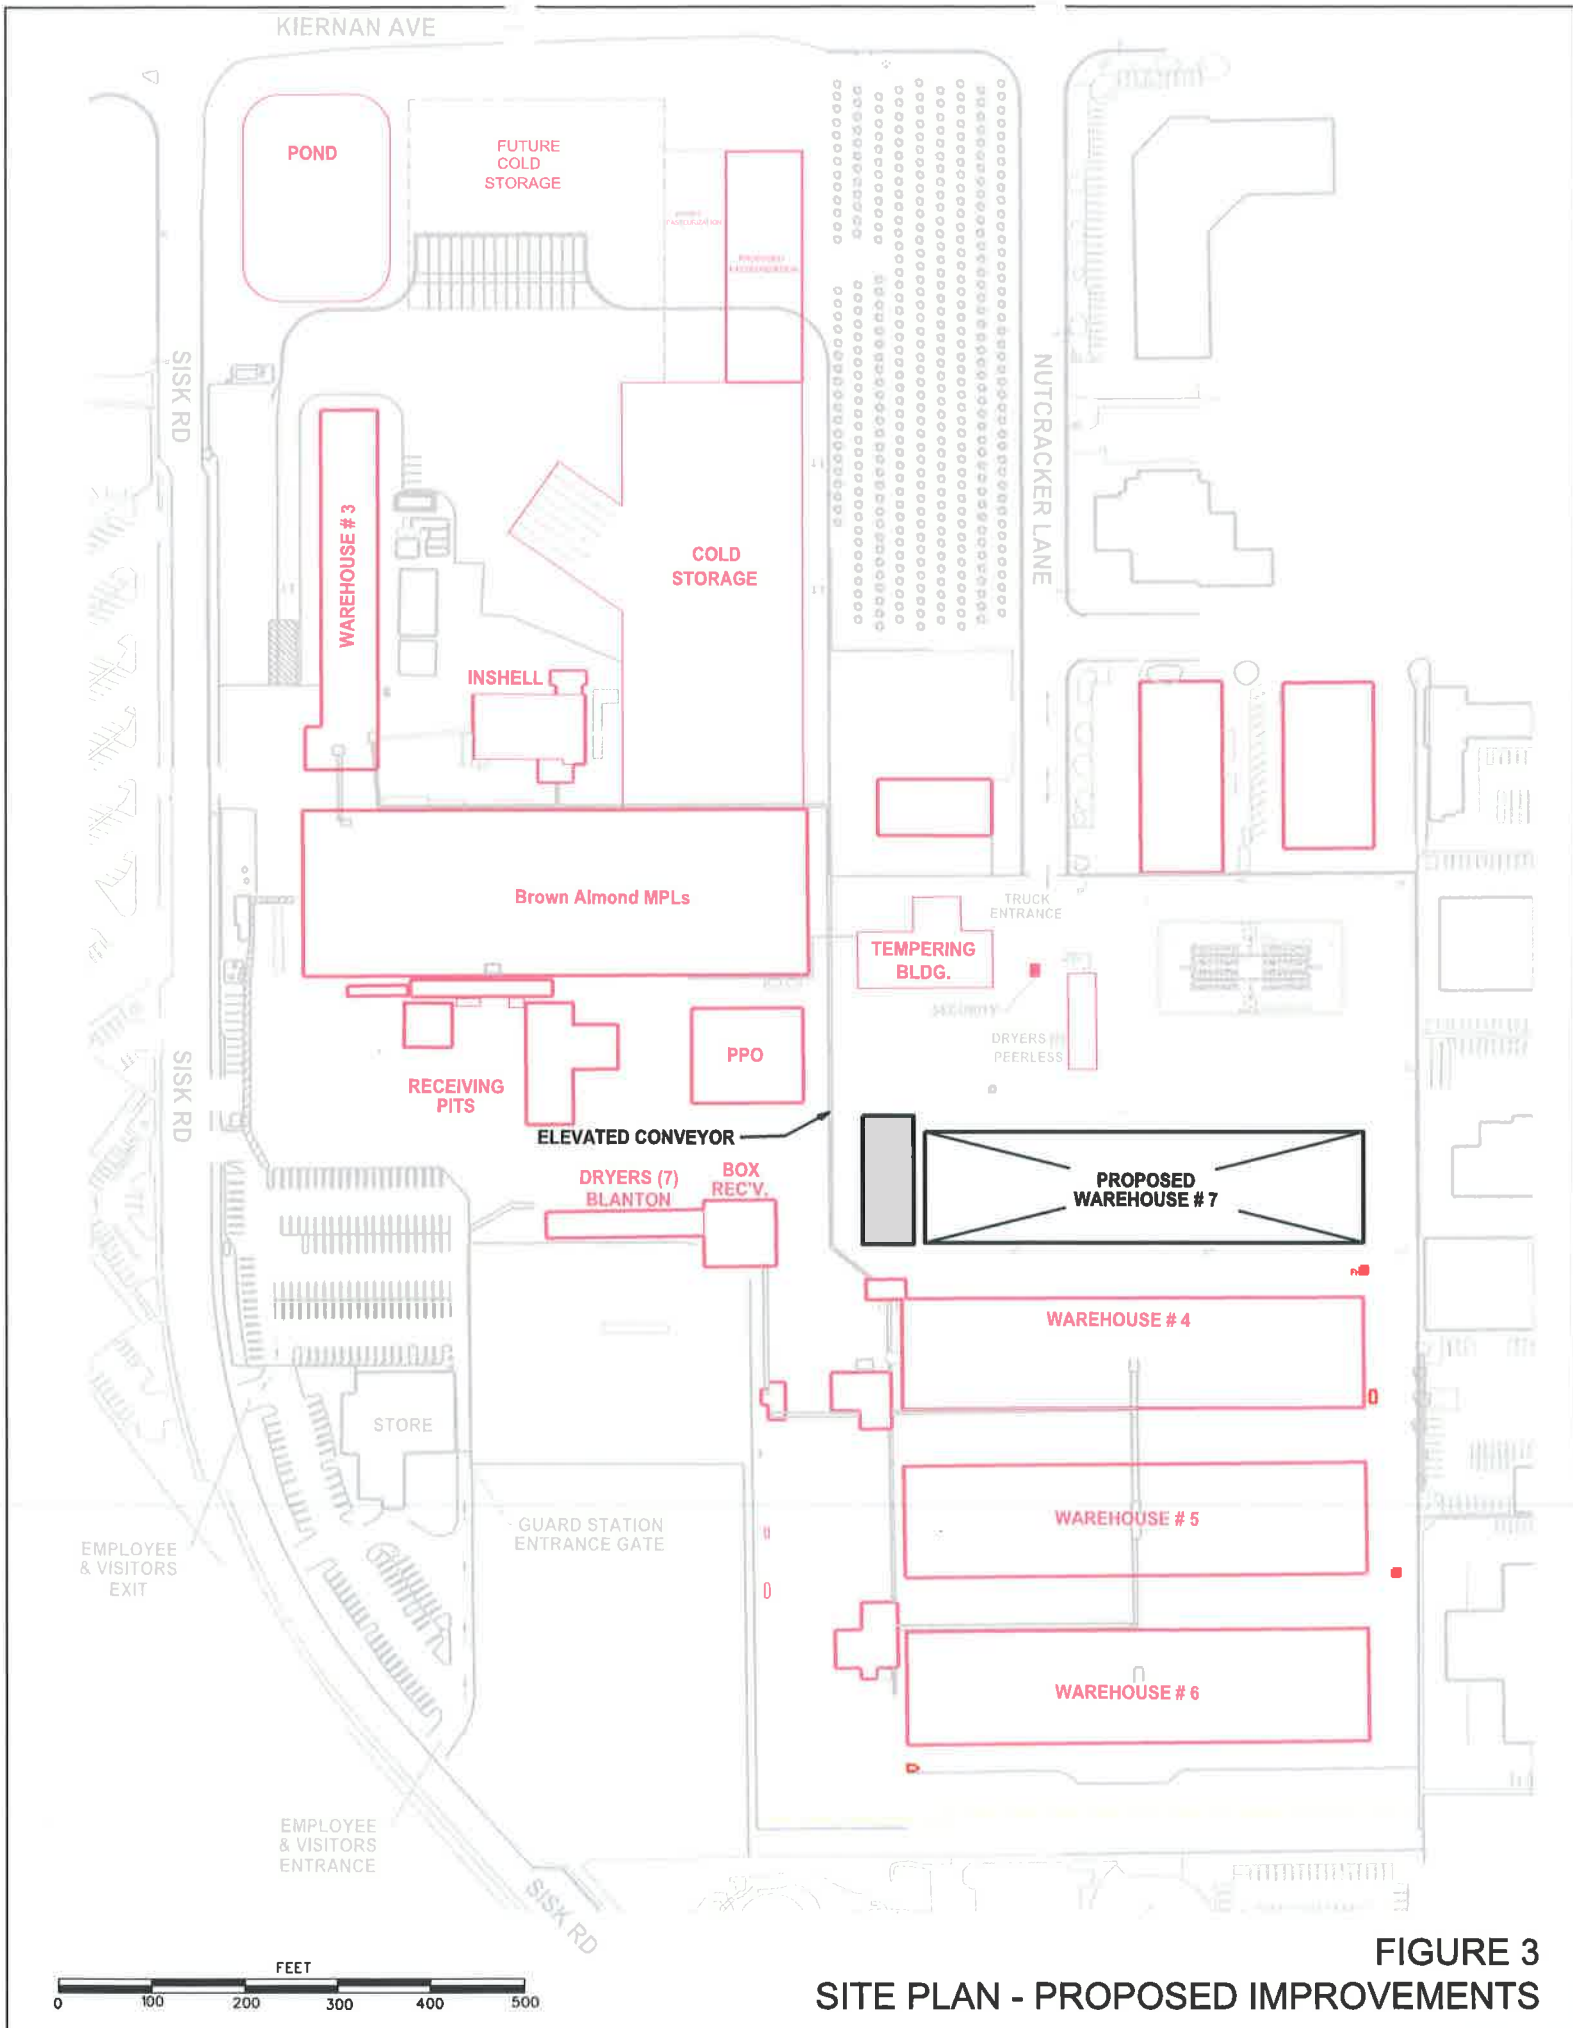 KIERNAN AVE
POND
FUTURE
COLD
STORAGE
PROPOSED
SISK RD
NUTCRACKER LANE
WAREHOUSE # 3
COLD
STORAGE
INSHELL
Brown Almond MPLs
TRUCK
ENTRANCE
TEMPERING
BLDG.
SECURITY
DRYERS
PEERLESS
PPO
RECEIVING
PITS
SISK RD
ELEVATED CONVEYOR
DRYERS (7)
BLANTON
BOX
REC'V.
PROPOSED
WAREHOUSE # 7
WAREHOUSE # 4
STORE
WAREHOUSE # 5
GUARD STATION
ENTRANCE GATE
EMPLOYEE
& VISITORS
EXIT
WAREHOUSE # 6
EMPLOYEE
& VISITORS
ENTRANCE
SISK RD
FIGURE 3
SITE PLAN - PROPOSED IMPROVEMENTS
FEET
0 100 200 300 400 500